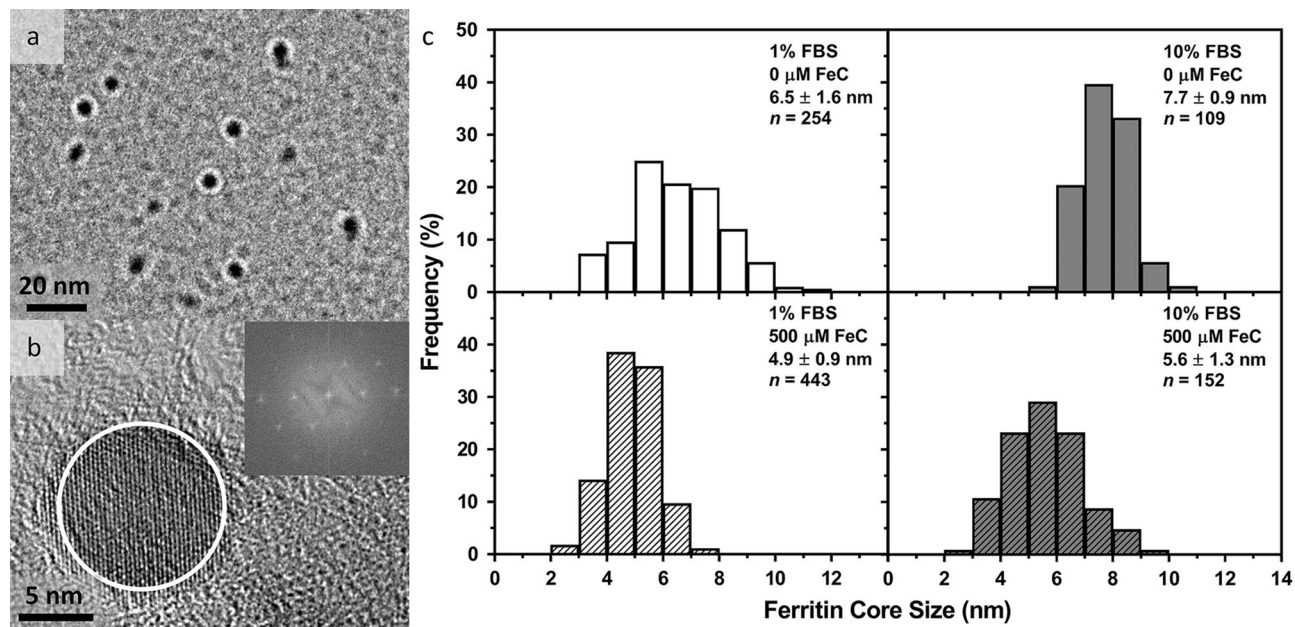 a
20 nm
b
5 nm
c
Frequency (%)
50
40
30
20
10
0
1% FBS
0 μM FeC
6.5 ± 1.6 nm
n = 254
10% FBS
0 μM FeC
7.7 ± 0.9 nm
n = 109
40
30
20
10
0
1% FBS
500 μM FeC
4.9 ± 0.9 nm
n = 443
10% FBS
500 μM FeC
5.6 ± 1.3 nm
n = 152
0 2 4 6 8 10 12 0 2 4 6 8 10 12 14
Ferritin Core Size (nm)